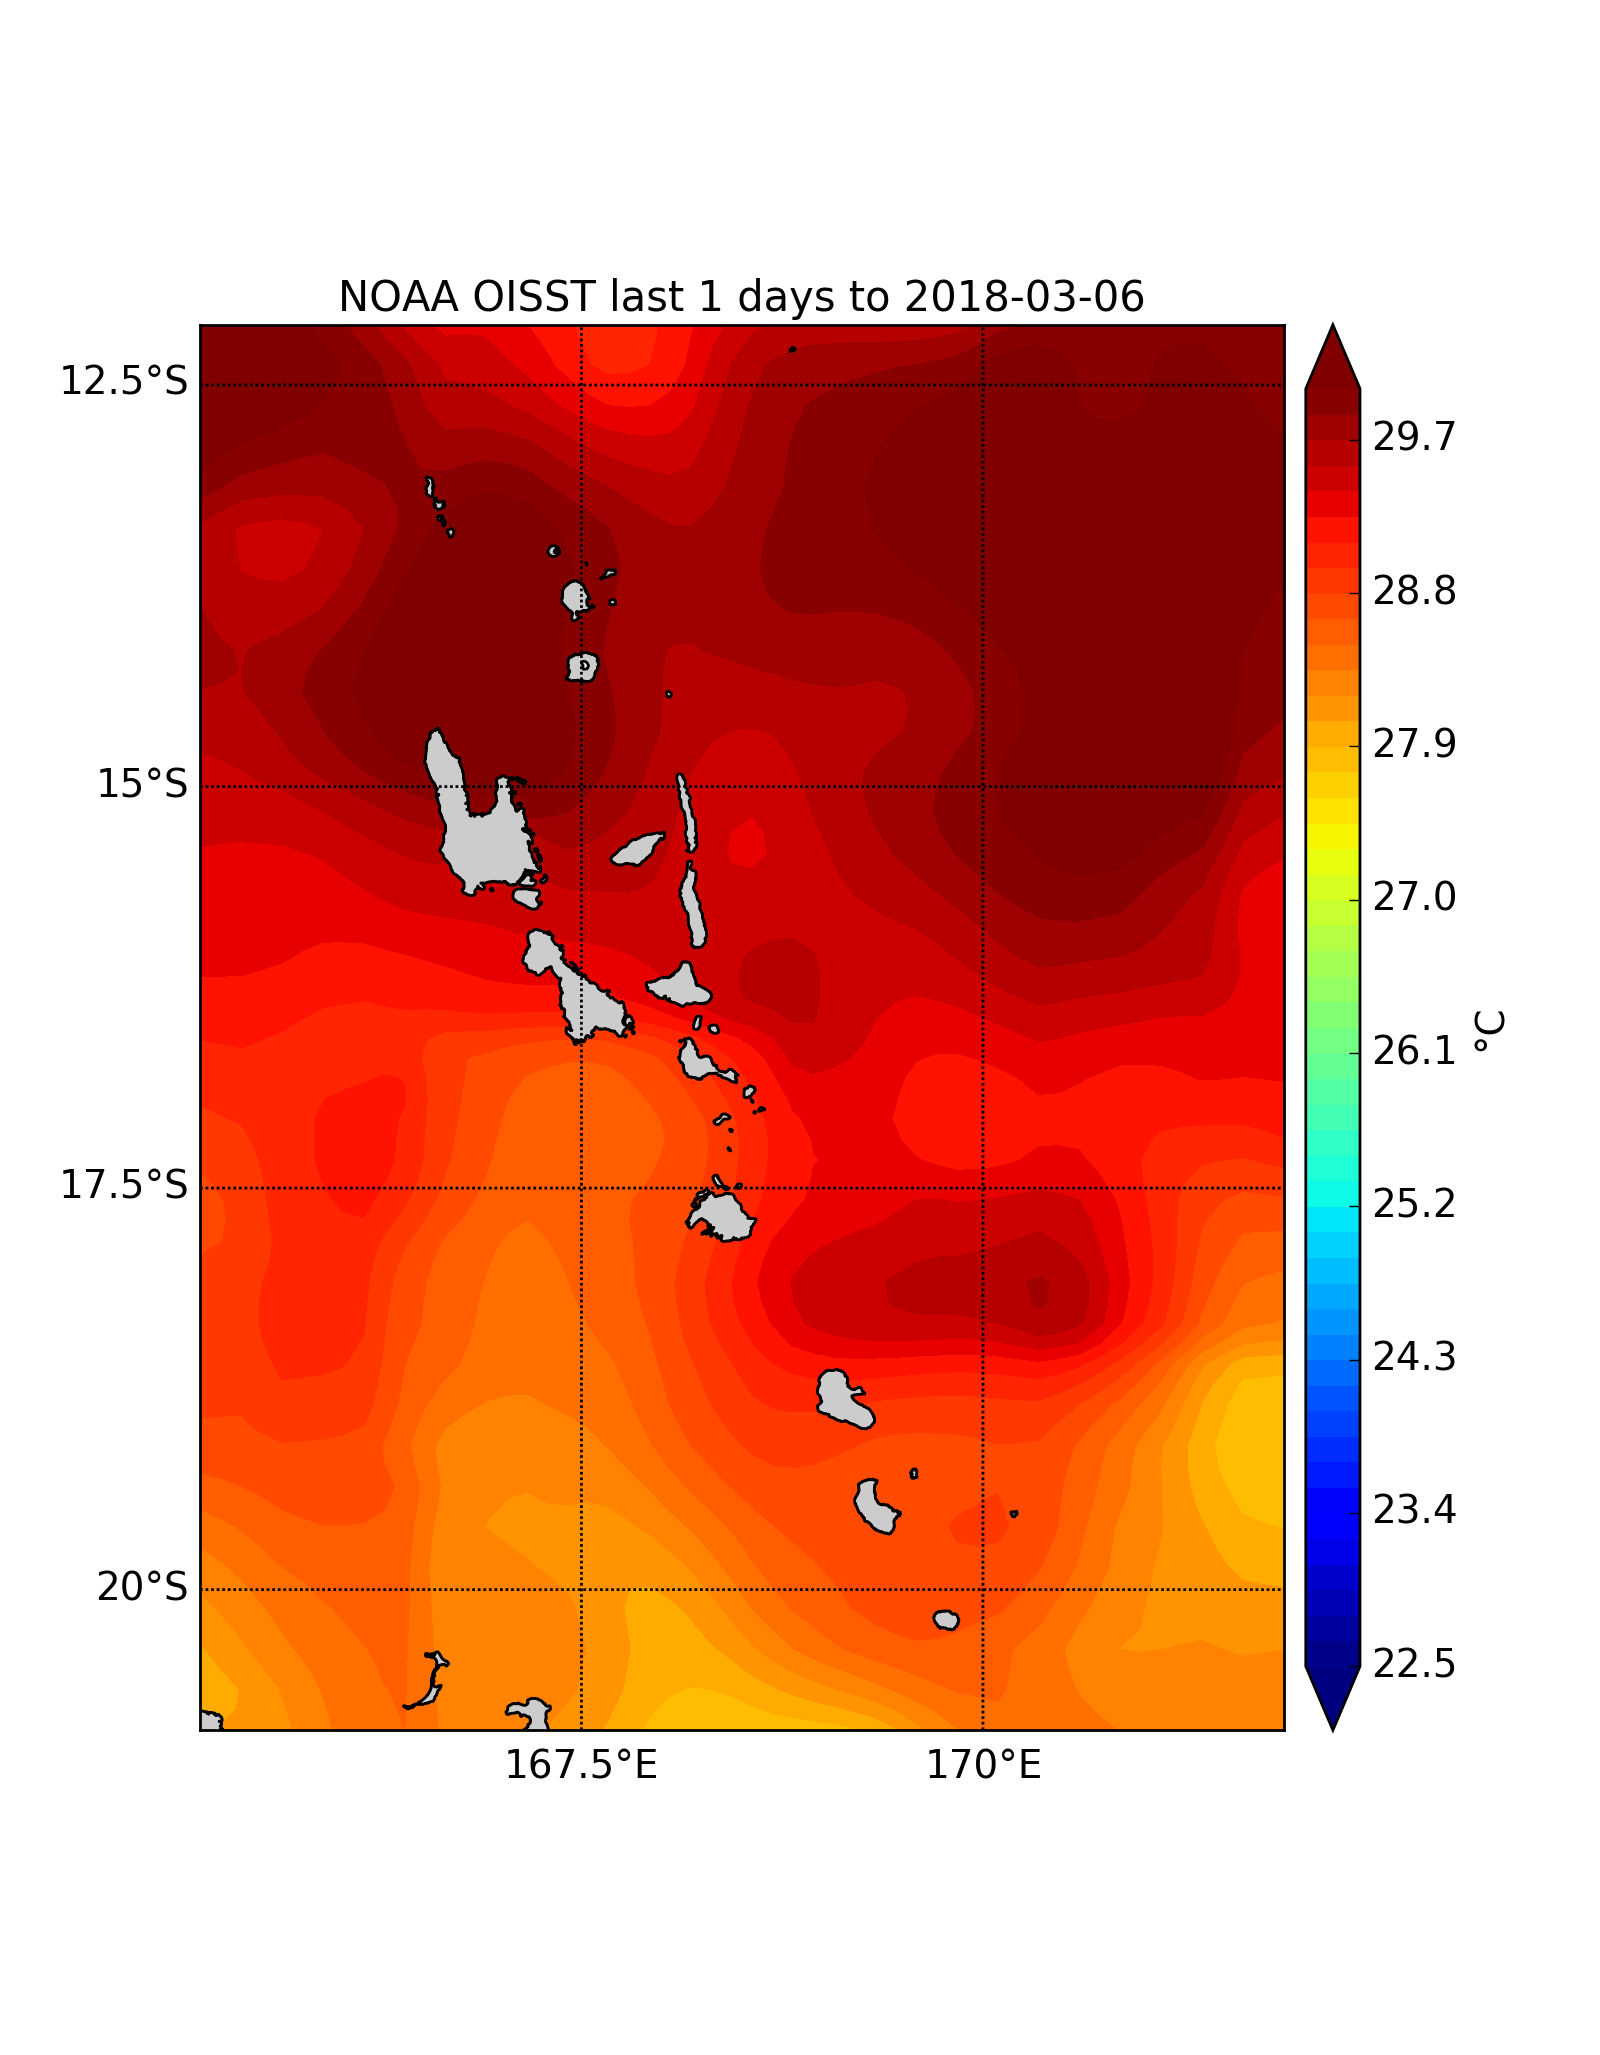 NOAA OISST last 1 days to 2018-03-06
12.5°S
15°S
17.5°S
20°S
167.5°E
170°E
29.7
28.8
27.9
27.0
26.1
25.2
24.3
23.4
22.5
°C